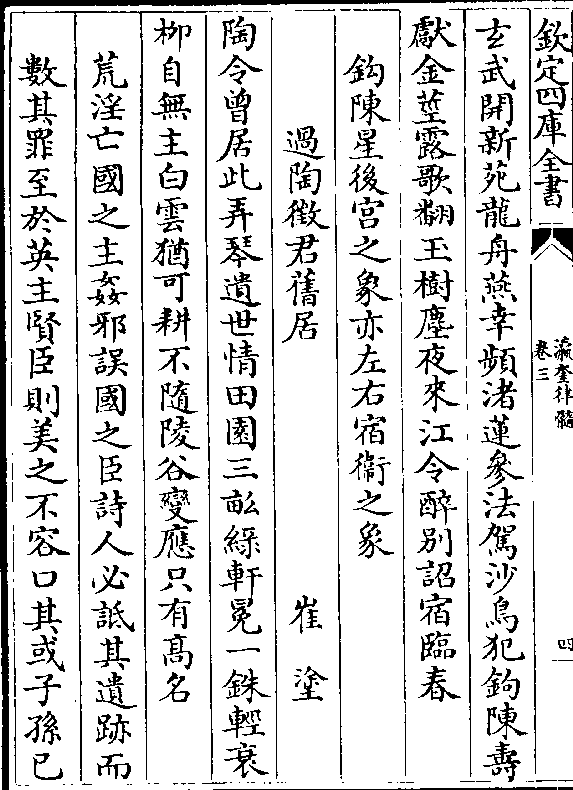 欽定四庫全書
瀛奎律髓
卷三
四
玄武開新苑龍舟燕幸頻渚蓮參法駕沙鳥犯鉤陳壽
獻金莖露歌翻玉樹塵夜來江令醉别詔宿臨春
鉤陳星後宮之象亦左右宿衞之象
過陶徵君舊居 崔塗
陶令曾居此弄琴遺世情田園三畝綠軒冕一銖輕衰
柳自無主白雲猶可耕不隨陵谷變應只有高名
荒淫亡國之主姦邪誤國之臣詩人必詆其遺跡而
數其罪至於英主賢臣則美之不容口其或子孫已